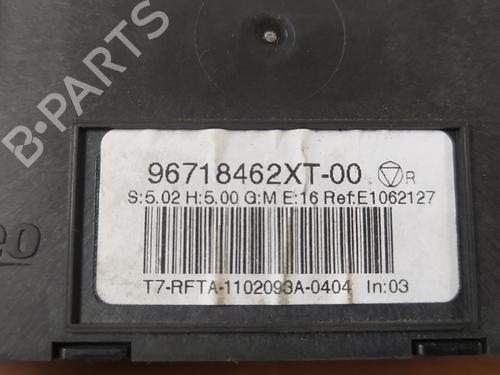 B-PARTS
96718462XT-00 R
S:5.02 H:5.00 G:M E:16 Ref:E1062127
T7-RFTA-1102093A-0404 In:03